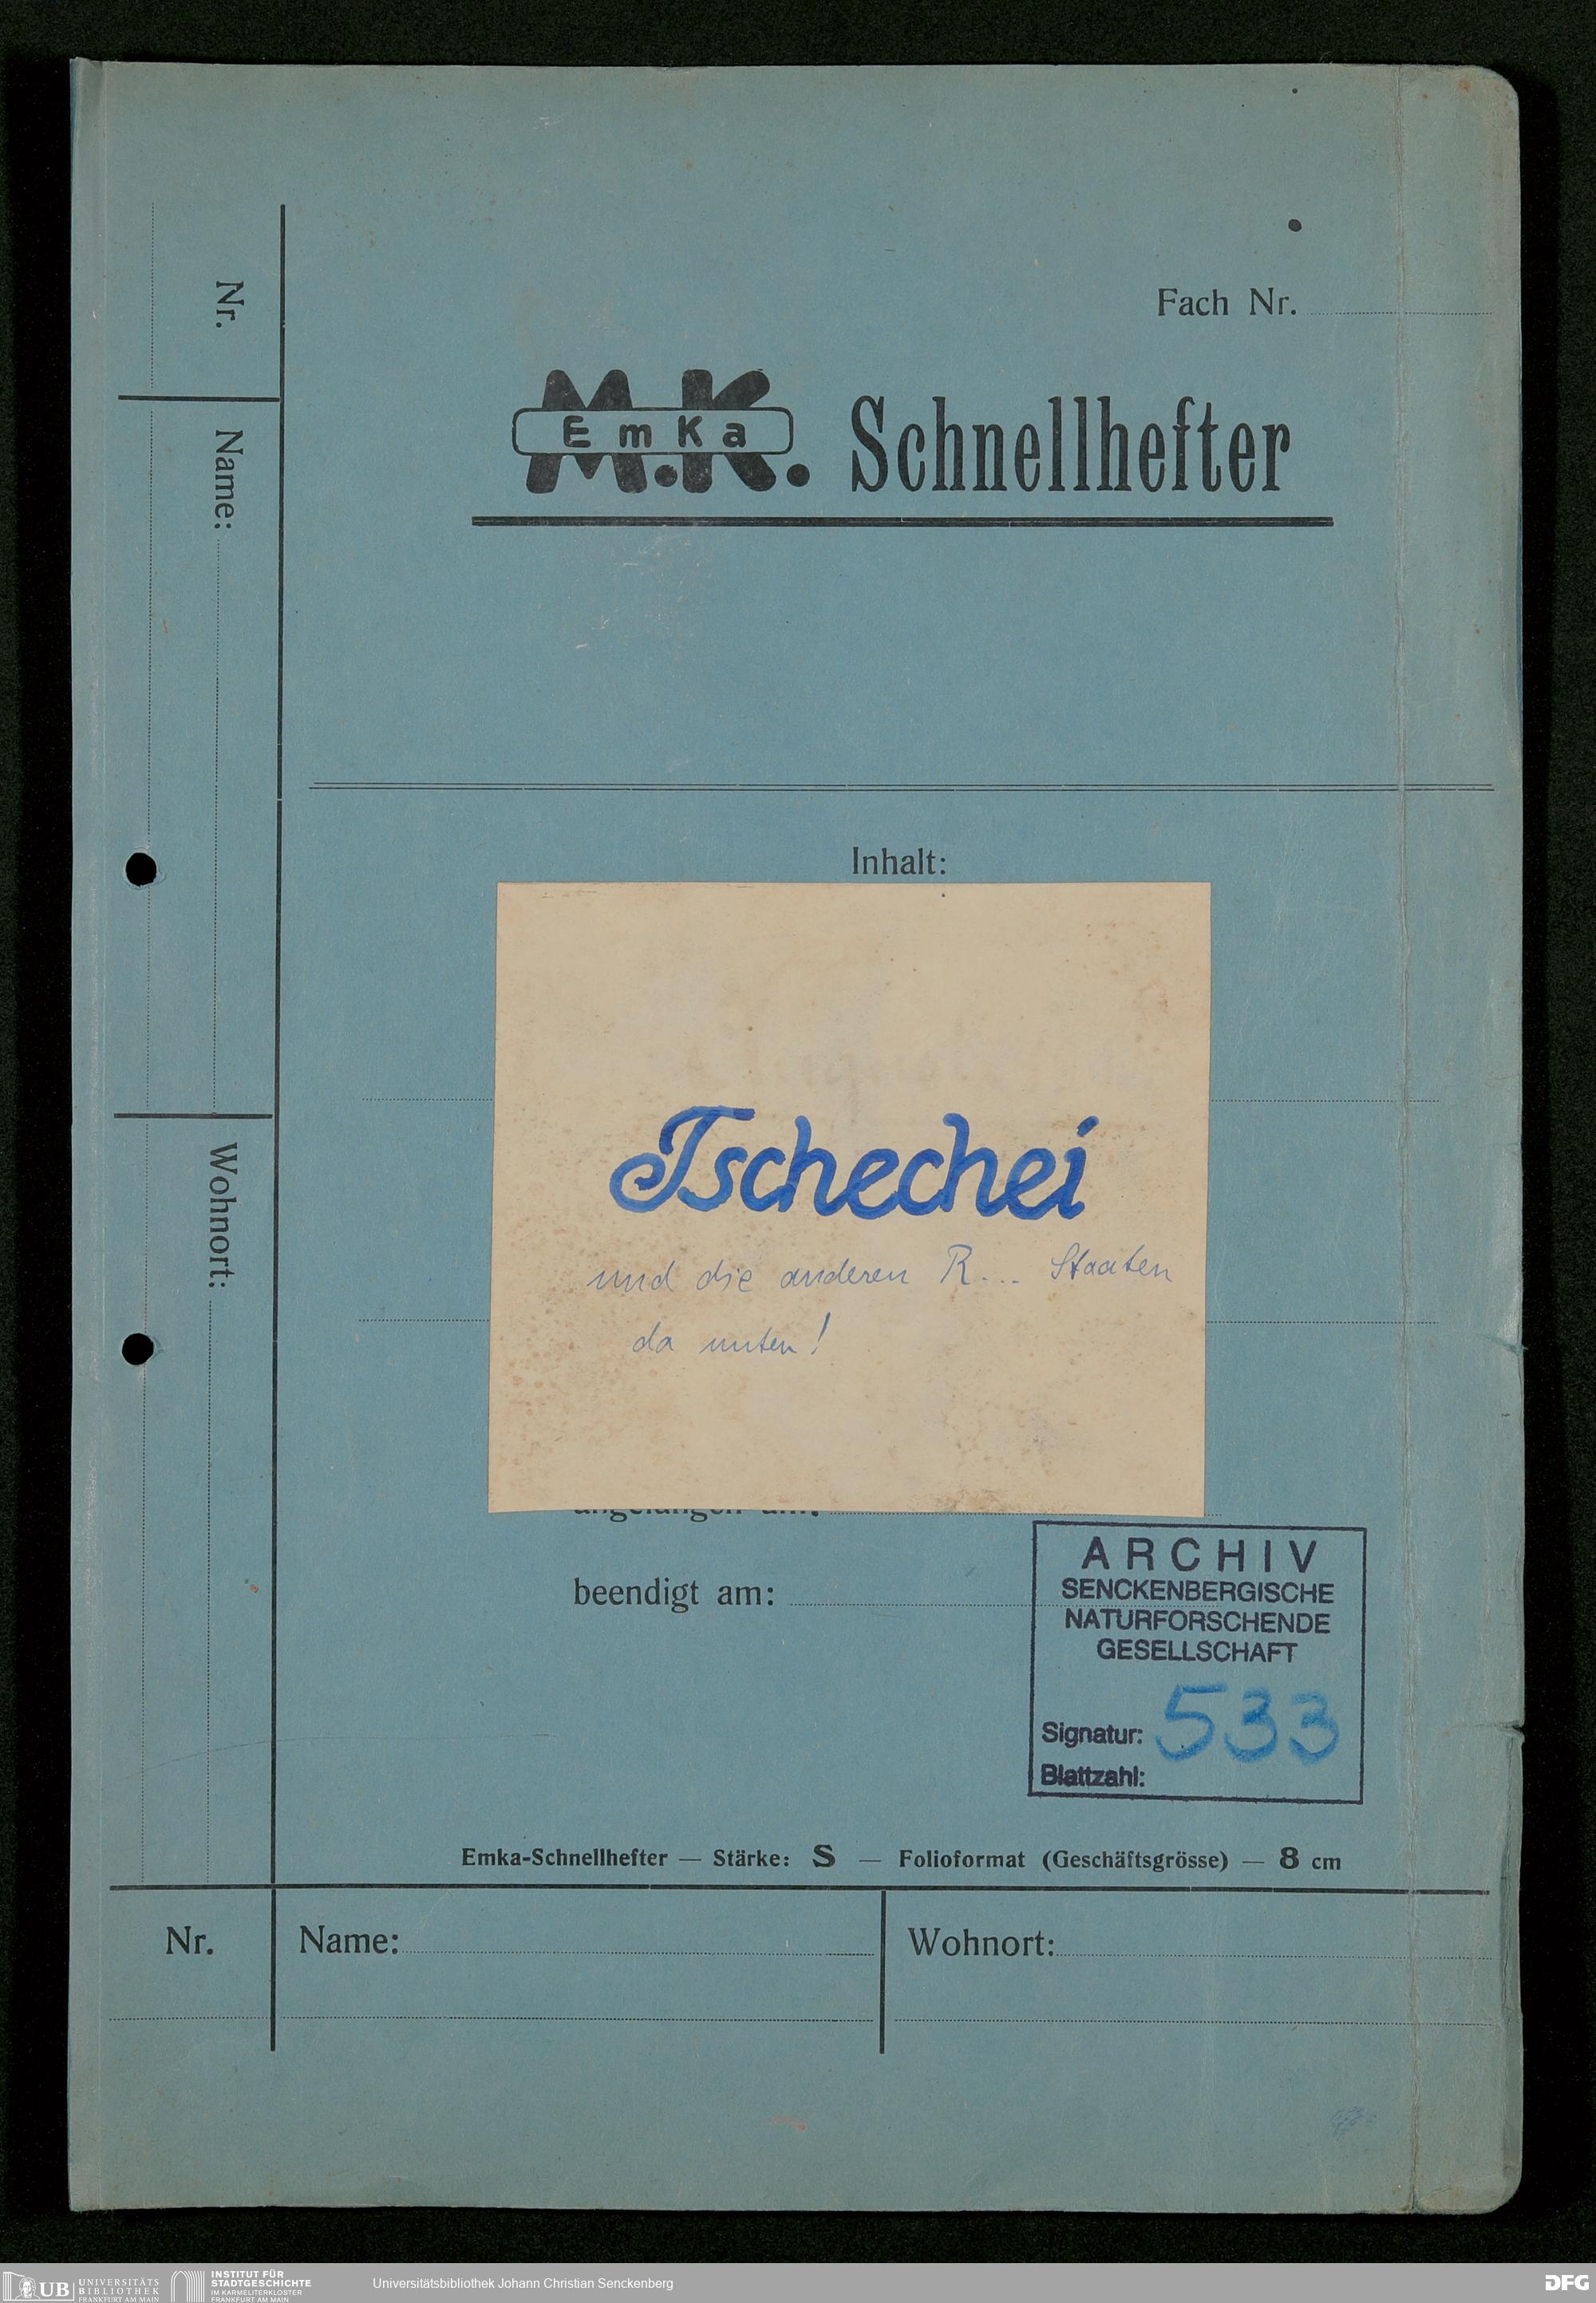 Nr.
Name:
Wohnort:
Fach Nr.
M.K.
EmKa
Schnellhefter
Inhalt:
Tschechei
und die anderen R... Staaten
da unten!
angefangen am:
beendigt am:
ARCHIV
SENCKENBERGISCHE
NATURFORSCHENDE
GESELLSCHAFT
Signatur: 533
Blattzahl:
Emka-Schnellhefter — Stärke: S — Folioformat (Geschäftsgrösse) — 8 cm
Nr.
Name:
Wohnort:
UB UNIVERSITÄTS
BIBLIOTHEK
FRANKFURT AM MAIN
INSTITUT FÜR
STADTGESCHICHTE
IM KARMELITERKLOSTER
FRANKFURT AM MAIN
Universitätsbibliothek Johann Christian Senckenberg
DFG